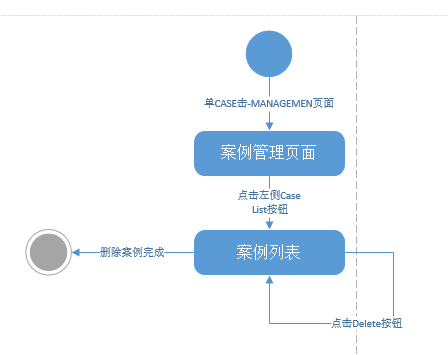 单CASE击-MANAGEMEN页面
案例管理页面
点击左侧Case
List按钮
删除案例完成
案例列表
点击Delete按钮